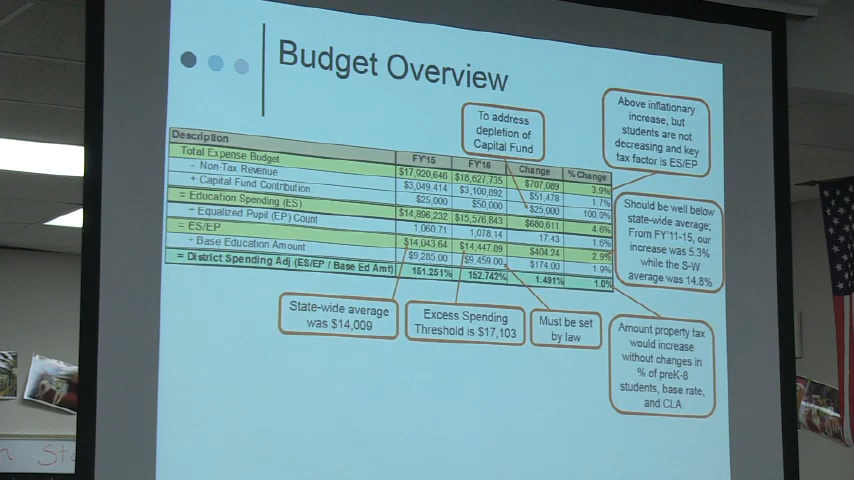 Budget Overview
To address
depletion of
Capital Fund
Above inflationary
increase, but
students are not
decreasing and key
tax factor is ES/EP
Description FY'15 FY'16 Change % Change
Total Expense Budget $17,920,646 $18,627,735 $707,089 3.9%
- Non-Tax Revenue $3,049,414 $3,100,892 $51,478 1.7%
+ Capital Fund Contribution $25,000 $50,000 $25,000 100.0%
= Education Spending (ES) $14,896,232 $15,576,843 $680,611 4.6%
÷ Equalized Pupil (EP) Count 1,060.71 1,078.14 17.43 1.6%
= ES/EP $14,043.64 $14,447.89 $404.24 2.9%
÷ Base Education Amount $9,285.00 $9,459.00 $174.00 1.9%
= District Spending Adj (ES/EP / Base Ed Amt) 151.251% 152.742% 1.491% 1.0%
Should be well below
state-wide average;
From FY'11-15, our
increase was 5.3%
while the S-W
average was 14.8%
State-wide average
was $14,009
Excess Spending
Threshold is $17,103
Must be set
by law
Amount property tax
would increase
without changes in
% of preK-8
students, base rate,
and CLA